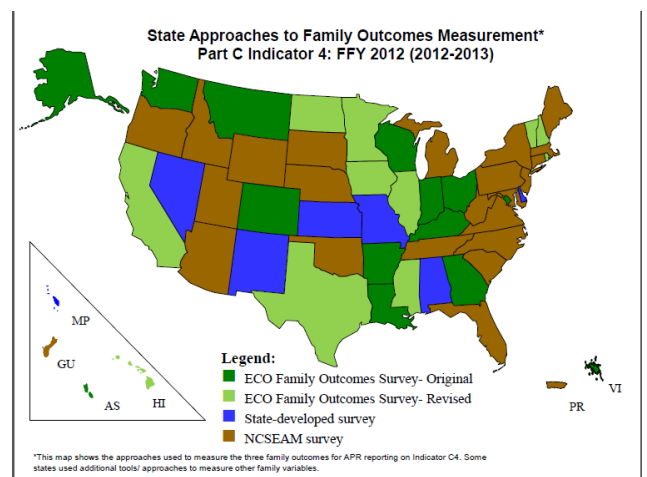 State Approaches to Family Outcomes Measurement*
Part C Indicator 4: FFY 2012 (2012-2013)
MP
GU
AS
HI
VI
PR
Legend:
ECO Family Outcomes Survey- Original
ECO Family Outcomes Survey- Revised
State-developed survey
NCSEAM survey
*This map shows the approaches used to measure the three family outcomes for APR reporting on Indicator C4. Some
states used additional tools/ approaches to measure other family variables.